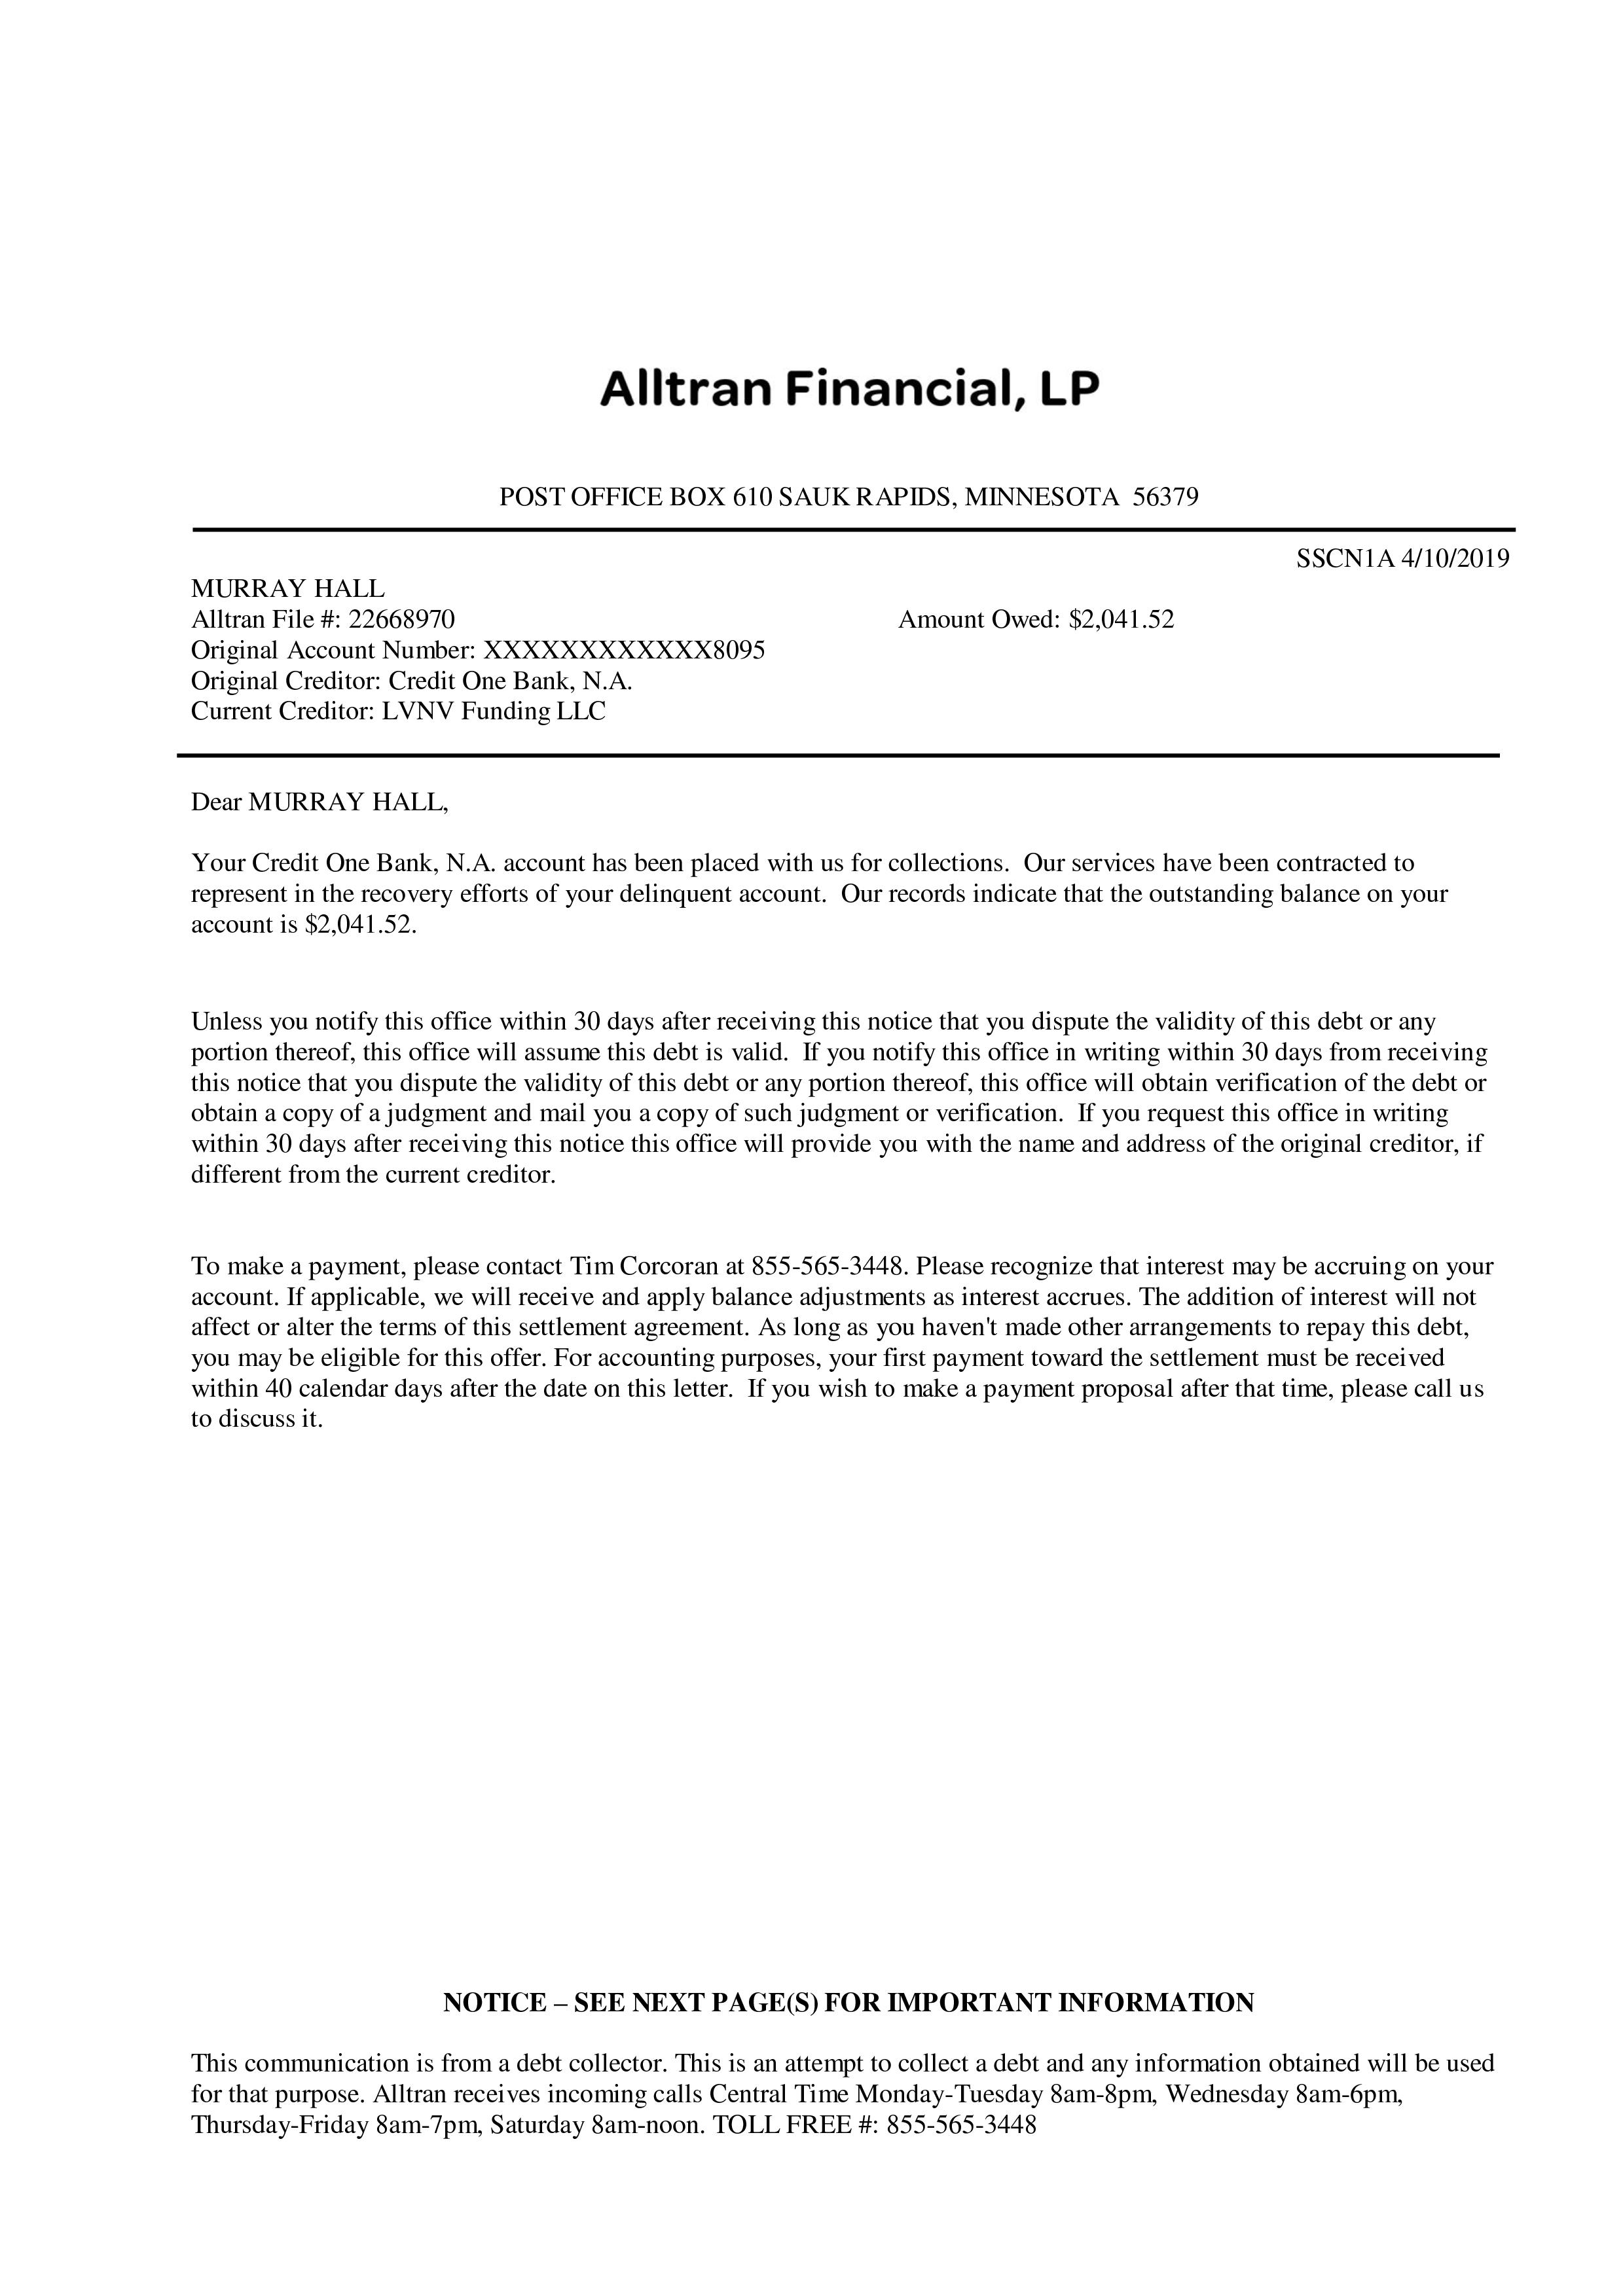 Alltran Financial, LP
POST OFFICE BOX 610 SAUK RAPIDS, MINNESOTA 56379
SSCN1A 4/10/2019
MURRAY HALL
Alltran File #: 22668970 Amount Owed: $2,041.52
Original Account Number: XXXXXXXXXXXX8095
Original Creditor: Credit One Bank, N.A.
Current Creditor: LVNV Funding LLC
Dear MURRAY HALL,
Your Credit One Bank, N.A. account has been placed with us for collections. Our services have been contracted to
represent in the recovery efforts of your delinquent account. Our records indicate that the outstanding balance on your
account is $2,041.52.
Unless you notify this office within 30 days after receiving this notice that you dispute the validity of this debt or any
portion thereof, this office will assume this debt is valid. If you notify this office in writing within 30 days from receiving
this notice that you dispute the validity of this debt or any portion thereof, this office will obtain verification of the debt or
obtain a copy of a judgment and mail you a copy of such judgment or verification. If you request this office in writing
within 30 days after receiving this notice this office will provide you with the name and address of the original creditor, if
different from the current creditor.
To make a payment, please contact Tim Corcoran at 855-565-3448. Please recognize that interest may be accruing on your
account. If applicable, we will receive and apply balance adjustments as interest accrues. The addition of interest will not
affect or alter the terms of this settlement agreement. As long as you haven't made other arrangements to repay this debt,
you may be eligible for this offer. For accounting purposes, your first payment toward the settlement must be received
within 40 calendar days after the date on this letter. If you wish to make a payment proposal after that time, please call us
to discuss it.
NOTICE – SEE NEXT PAGE(S) FOR IMPORTANT INFORMATION
This communication is from a debt collector. This is an attempt to collect a debt and any information obtained will be used
for that purpose. Alltran receives incoming calls Central Time Monday-Tuesday 8am-8pm, Wednesday 8am-6pm,
Thursday-Friday 8am-7pm, Saturday 8am-noon. TOLL FREE #: 855-565-3448